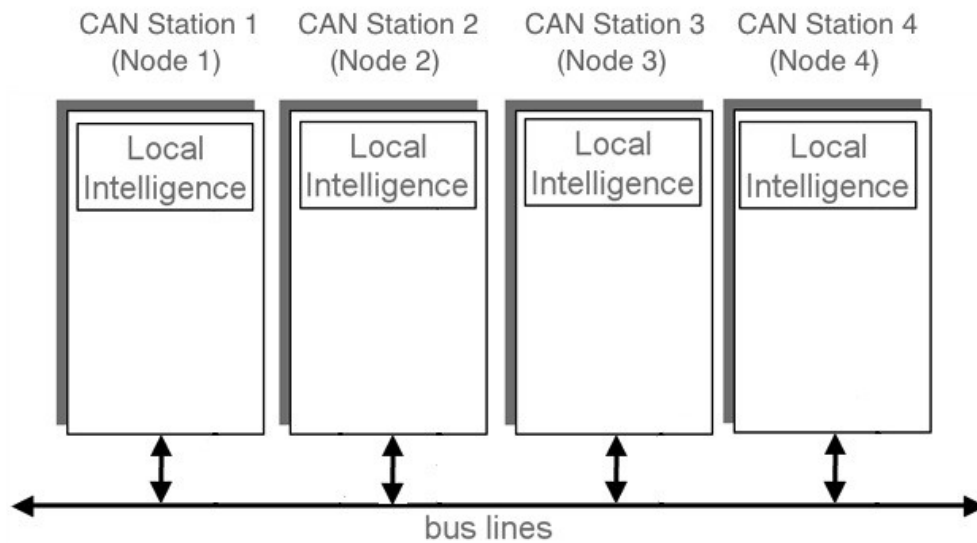 CAN Station 1
(Node 1)
CAN Station 2
(Node 2)
CAN Station 3
(Node 3)
CAN Station 4
(Node 4)
Local
Intelligence
Local
Intelligence
Local
Intelligence
Local
Intelligence
bus lines